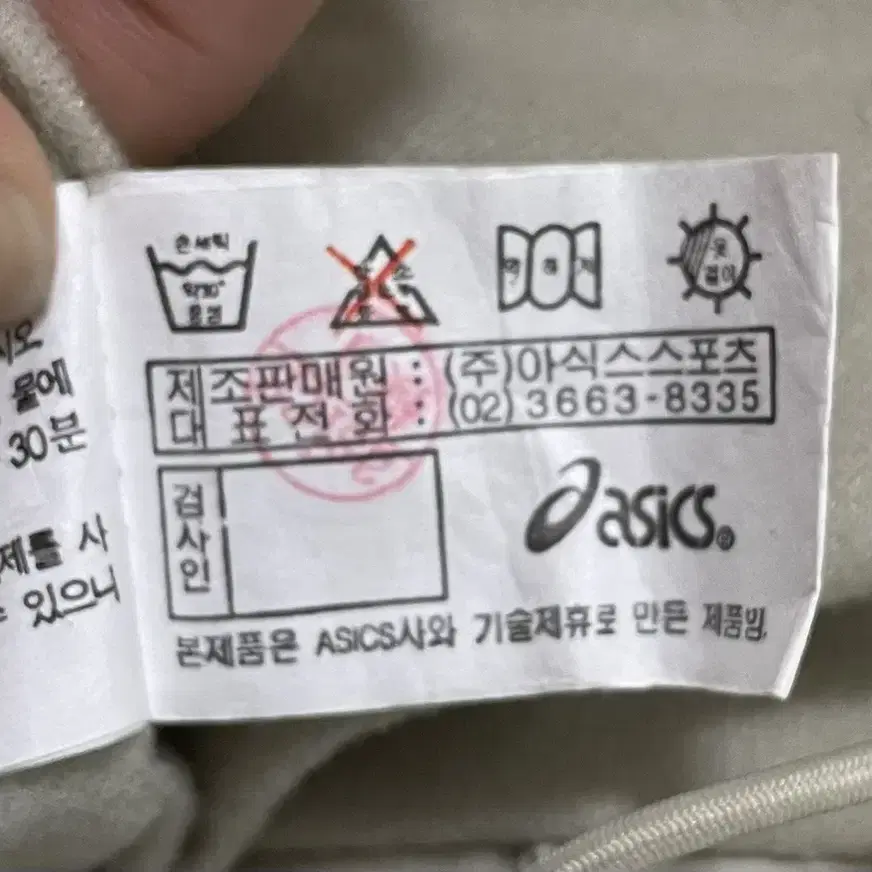 시오
물에
30분
제를 사
있으니
손세탁
약30°
중성
옷
걸이
제조판매원 : (주)아식스스포츠
대표전화 : (02) 3663-8335
검사인
asics®
본제품은 ASICS사와 기술제휴로 만든 제품임.